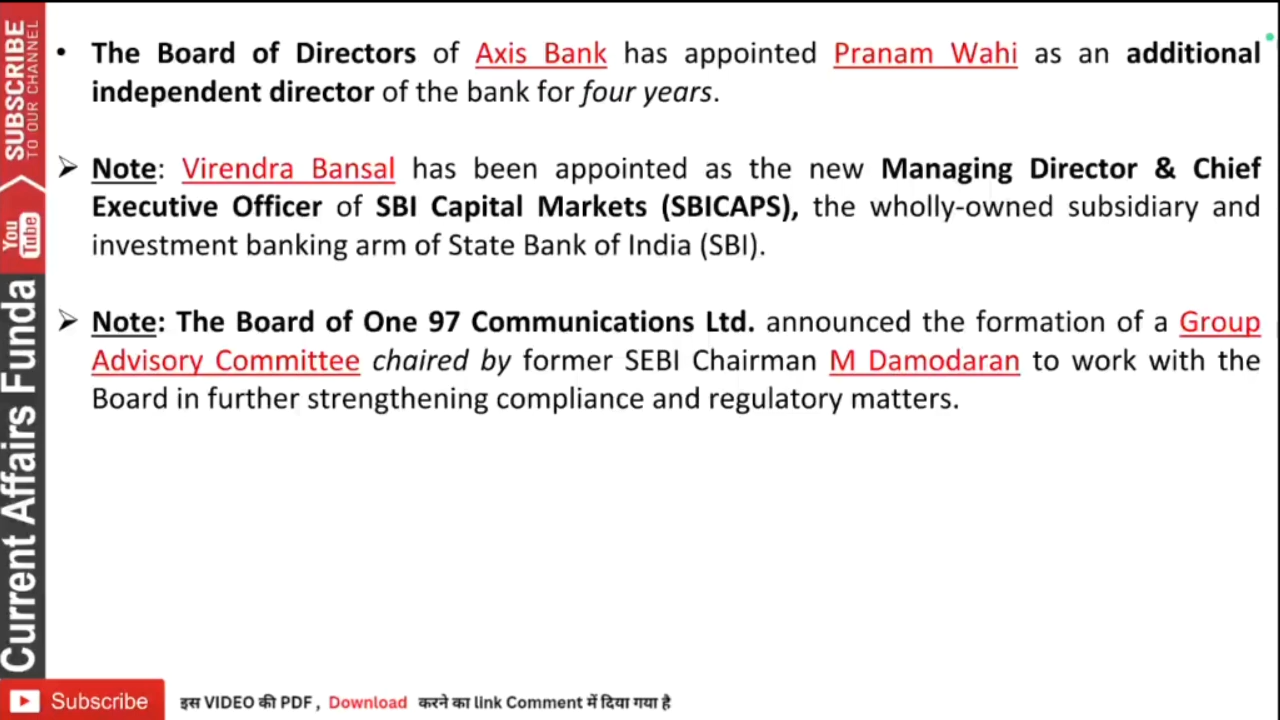 • The Board of Directors of Axis Bank has appointed Pranam Wahi as an additional
independent director of the bank for four years.
➢ Note: Virendra Bansal has been appointed as the new Managing Director & Chief
Executive Officer of SBI Capital Markets (SBICAPS), the wholly-owned subsidiary and
investment banking arm of State Bank of India (SBI).
➢ Note: The Board of One 97 Communications Ltd. announced the formation of a Group
Advisory Committee chaired by former SEBI Chairman M Damodaran to work with the
Board in further strengthening compliance and regulatory matters.
SUBSCRIBE
TO OUR CHANNEL
You
Tube
Current Affairs Funda
Subscribe
इस VIDEO की PDF , Download करने का link Comment में दिया गया है